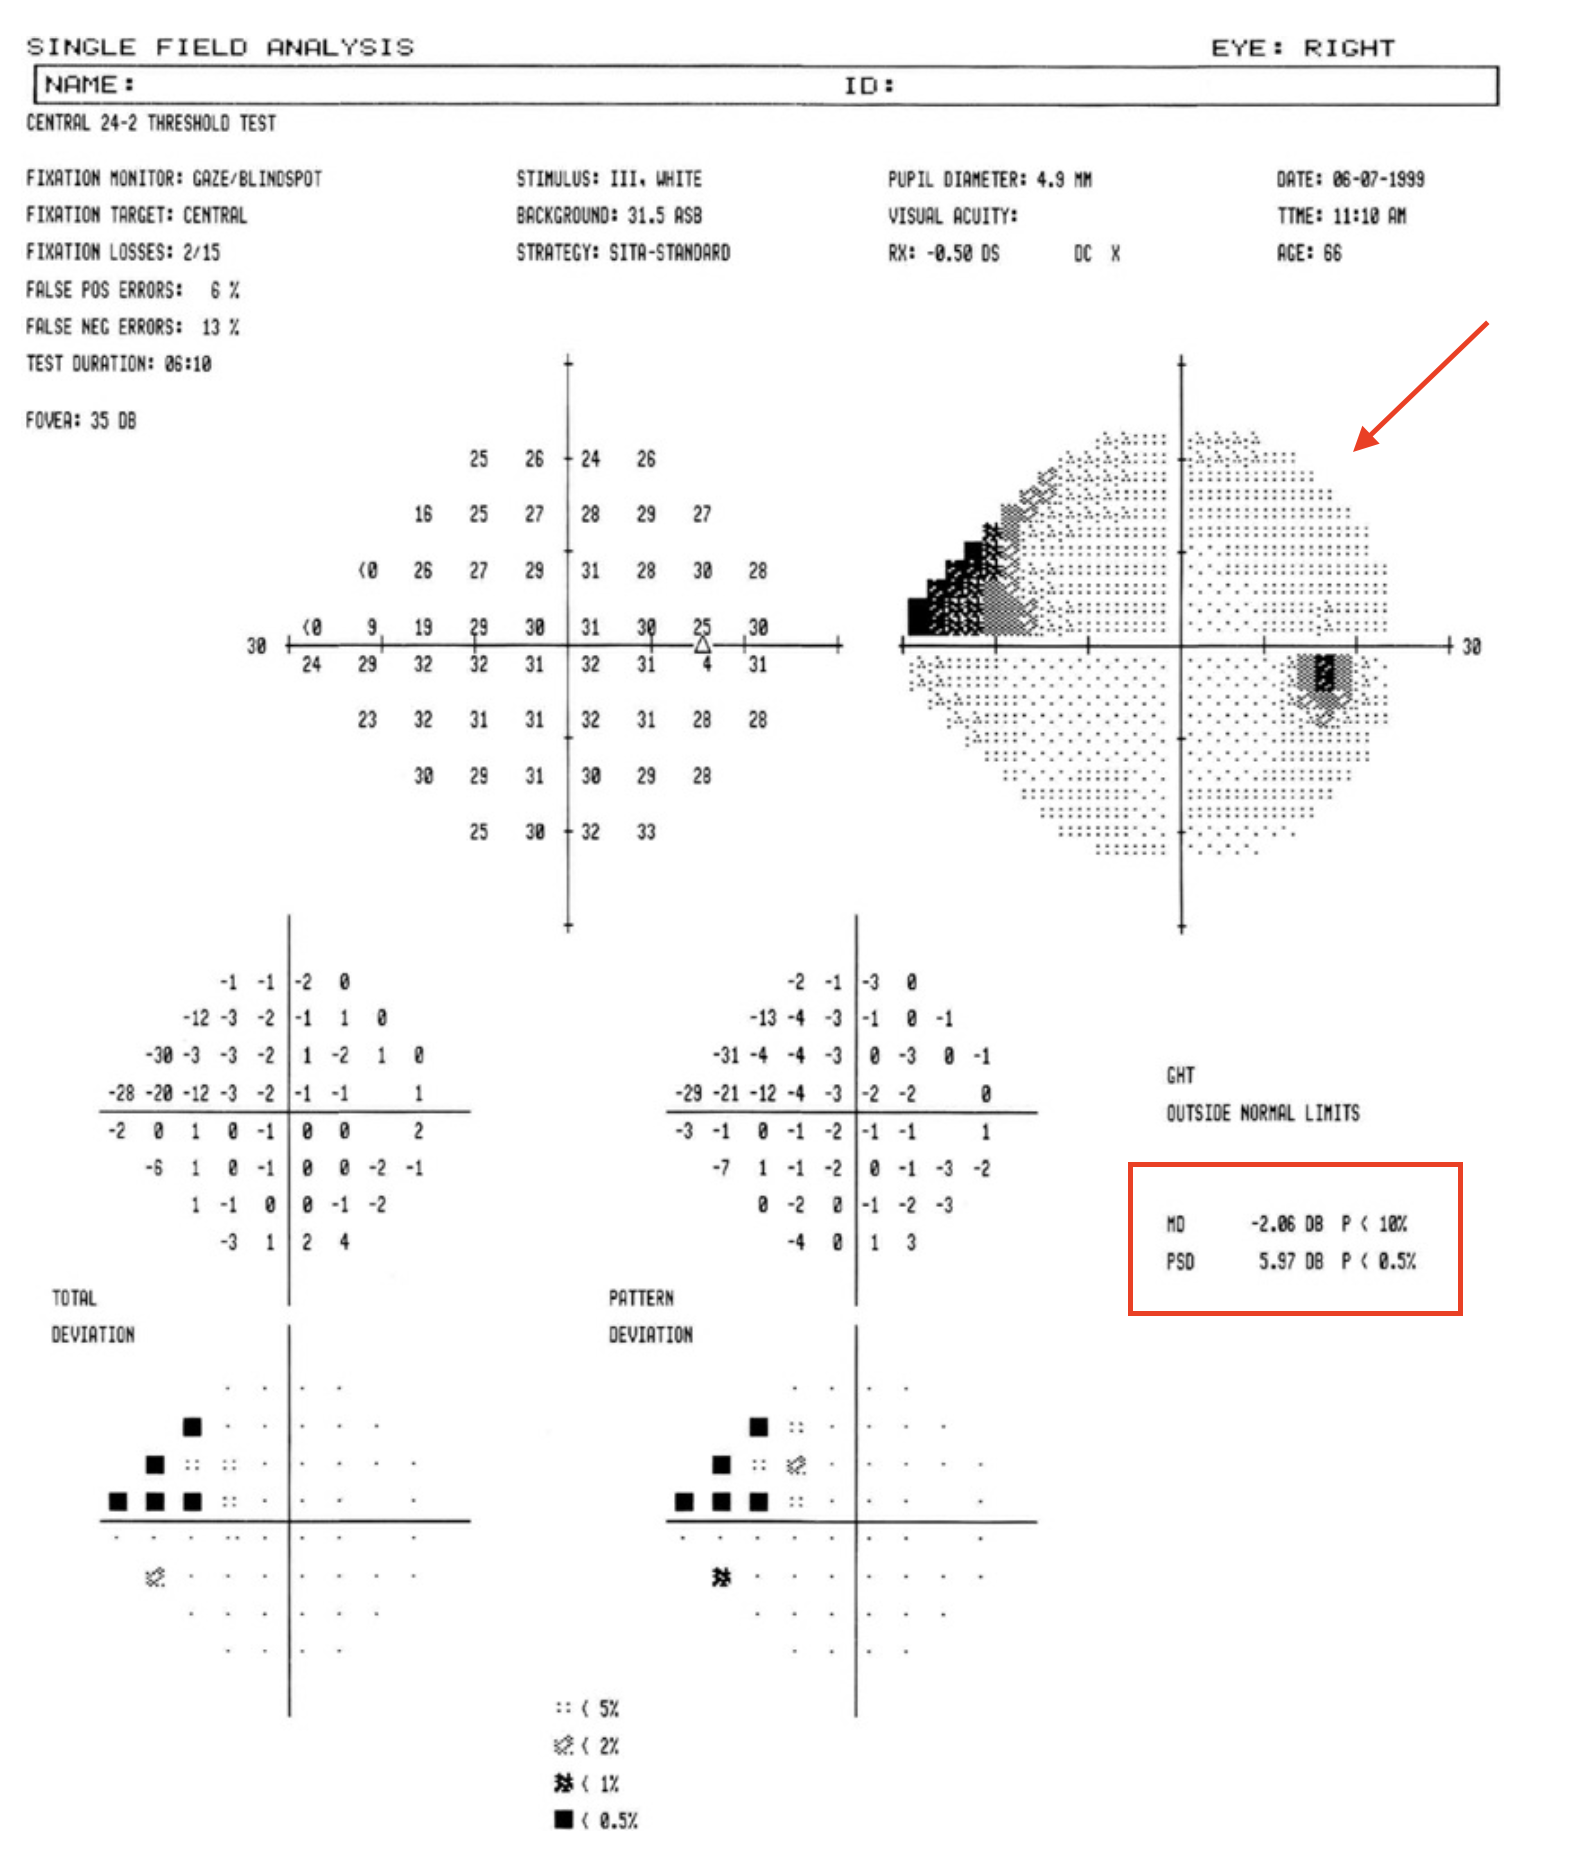 SINGLE FIELD ANALYSIS EYE: RIGHT
NAME: ID:
CENTRAL 24-2 THRESHOLD TEST
FIXATION MONITOR: GAZE/BLINDSPOT STIMULUS: III, WHITE PUPIL DIAMETER: 4.9 MM DATE: 06-07-1999
FIXATION TARGET: CENTRAL BACKGROUND: 31.5 ASB VISUAL ACUITY: TTME: 11:10 AM
FIXATION LOSSES: 2/15 STRATEGY: SITA-STANDARD RX: -0.50 DS DC X AGE: 66
FALSE POS ERRORS: 6 %
FALSE NEG ERRORS: 13 %
TEST DURATION: 06:10
FOVEA: 35 DB
25 26 24 26
16 25 27 28 29 27
<0 26 27 29 31 28 30 28
<0 9 19 29 30 31 30 25 30
30 30
24 29 32 32 31 32 31 4 31
23 32 31 31 32 31 28 28
30 29 31 30 29 28
25 30 32 33
-1 -1 -2 0 -2 -1 -3 0
-12 -3 -2 -1 1 0 -13 -4 -3 -1 0 -1
-30 -3 -3 -2 1 -2 1 0 -31 -4 -4 -3 0 -3 0 -1
GHT
-28 -20 -12 -3 -2 -1 -1 1 -29 -21 -12 -4 -3 -2 -2 0
OUTSIDE NORMAL LIMITS
-2 0 1 0 -1 0 0 2 -3 -1 0 -1 -2 -1 -1 1
-6 1 0 -1 0 0 -2 -1 -7 1 -1 -2 0 -1 -3 -2
1 -1 0 0 -1 -2 0 -2 0 -1 -2 -3
MD -2.06 DB P < 10%
-3 1 2 4 -4 0 1 3
PSD 5.97 DB P < 0.5%
TOTAL PATTERN
DEVIATION DEVIATION
< 5%
< 2%
< 1%
< 0.5%